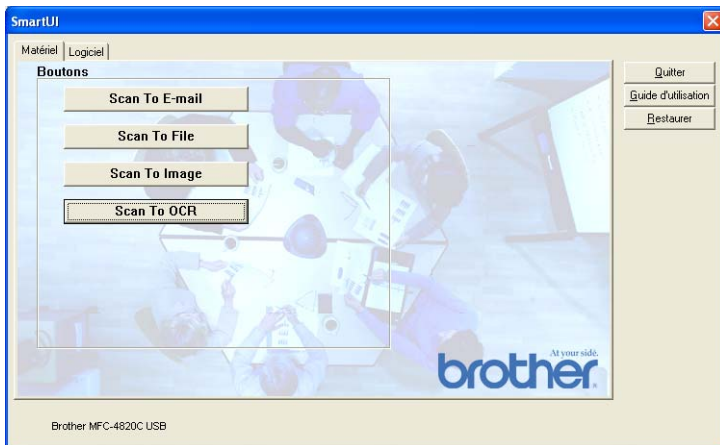 SmartUI
Matériel Logiciel
Boutons
Scan To E-mail
Scan To File
Scan To Image
Scan To OCR
Quitter
Guide d'utilisation
Restaurer
At your side.
brother
Brother MFC-4820C USB